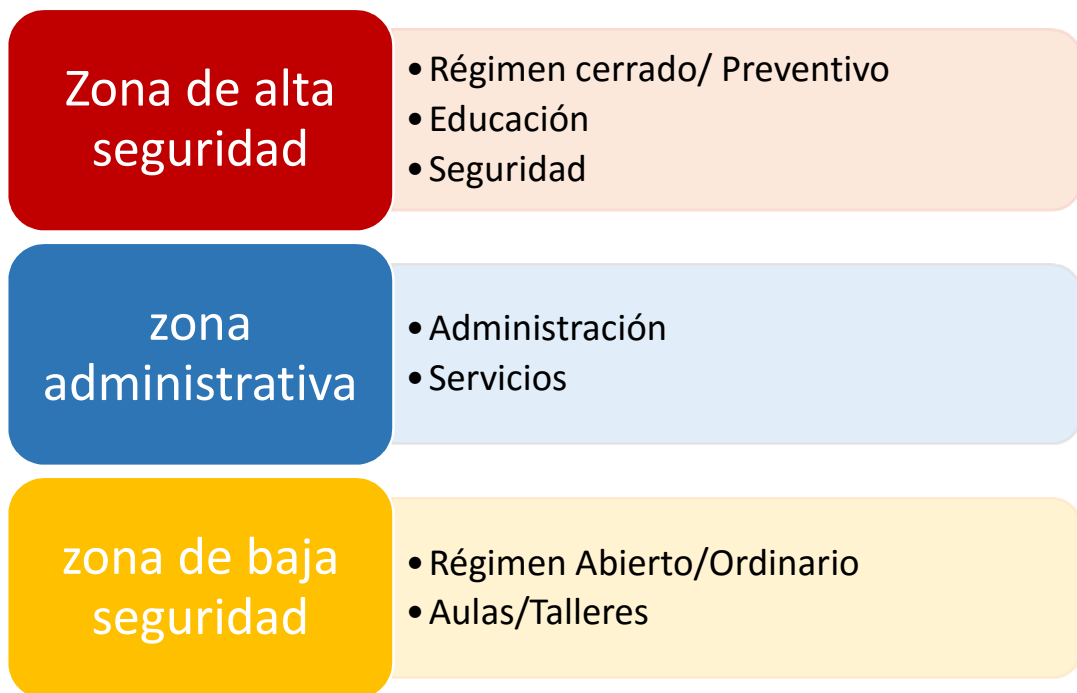 Zona de alta
seguridad
• Régimen cerrado/ Preventivo
• Educación
• Seguridad
zona
administrativa
• Administración
• Servicios
zona de baja
seguridad
• Régimen Abierto/Ordinario
• Aulas/Talleres